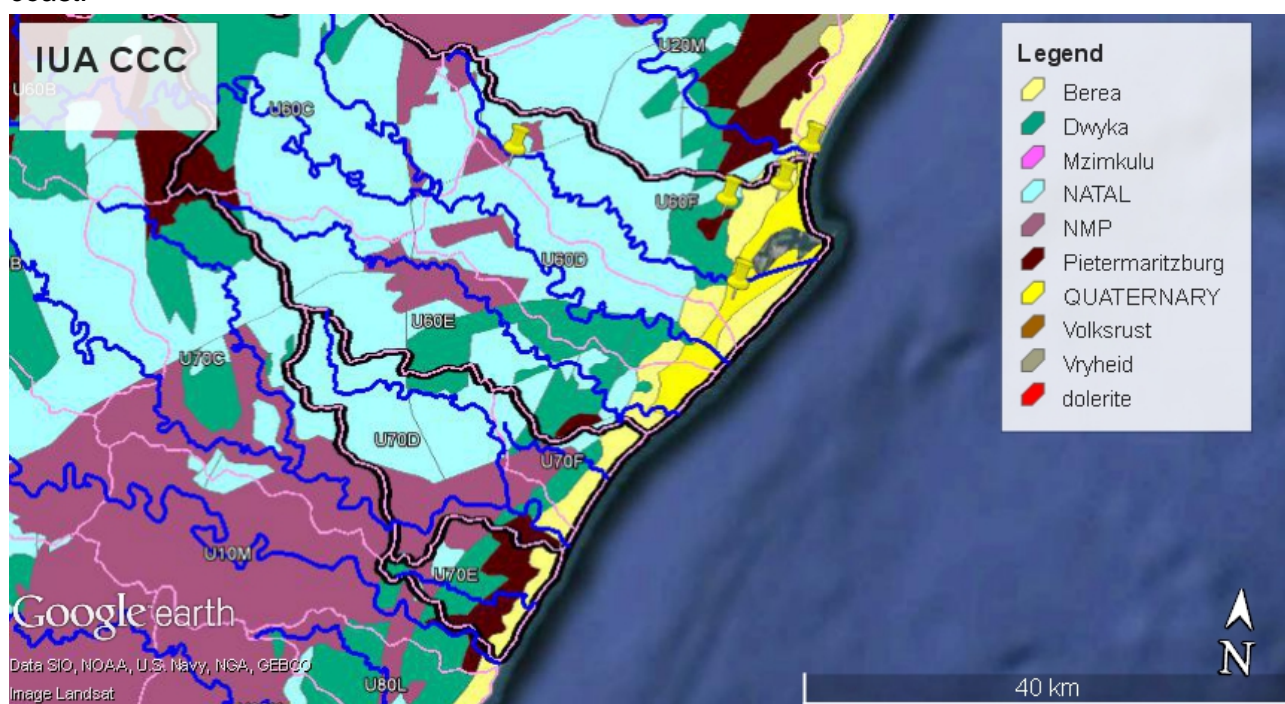 IUA CCC
Legend
Berea
Dwyka
Mzimkulu
NATAL
NMP
Pietermaritzburg
QUATERNARY
Volksrust
Vryheid
dolerite
U20M
U60B
U60C
U60F
U60D
B
U60E
U70C
U70D
U70F
U10M
U70E
U80L
Google earth
Data SIO, NOAA, U.S. Navy, NGA, GEBCO
Image Landsat
N
40 km